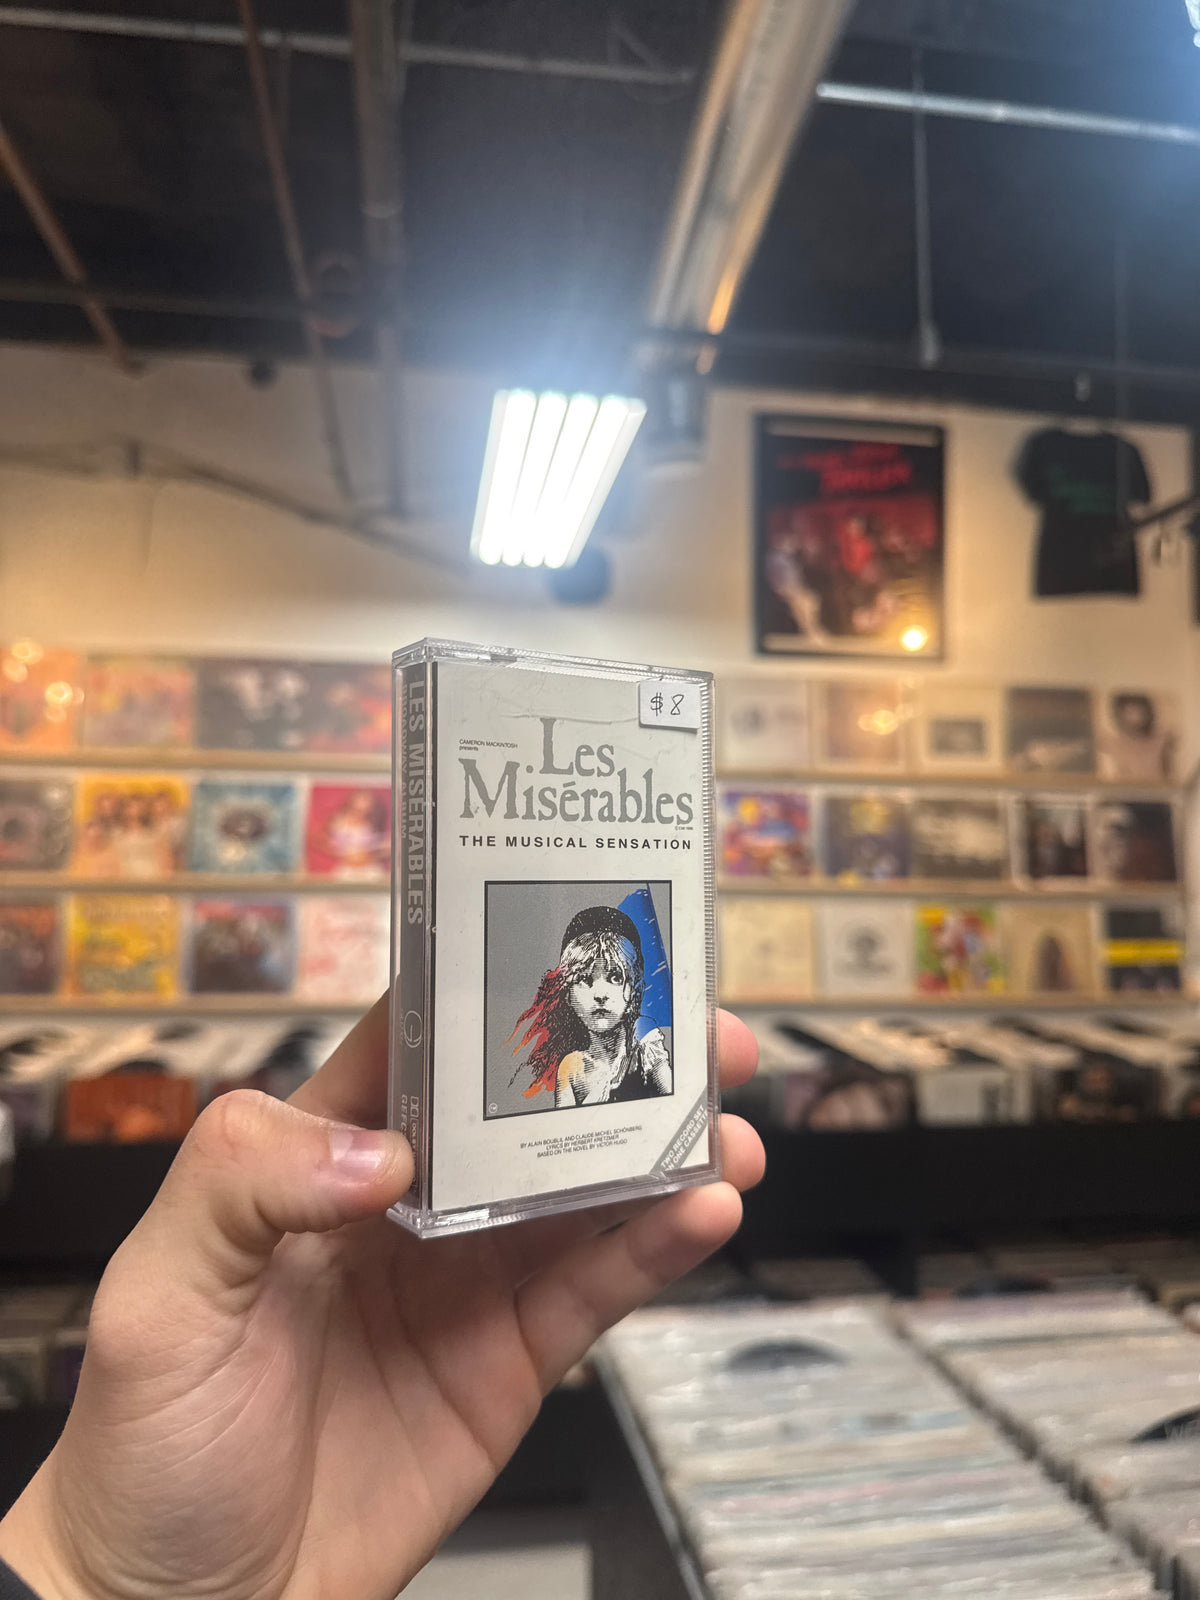 $8
CAMERON MACKINTOSH
presents
Les
Misérables
THE MUSICAL SENSATION
BY ALAIN BOUBLIL AND CLAUDE-MICHEL SCHÖNBERG
LYRICS BY HERBERT KRETZMER
BASED ON THE NOVEL BY VICTOR HUGO
TWO RECORD SET
ON ONE CASSETTE
LES MISÉRABLES